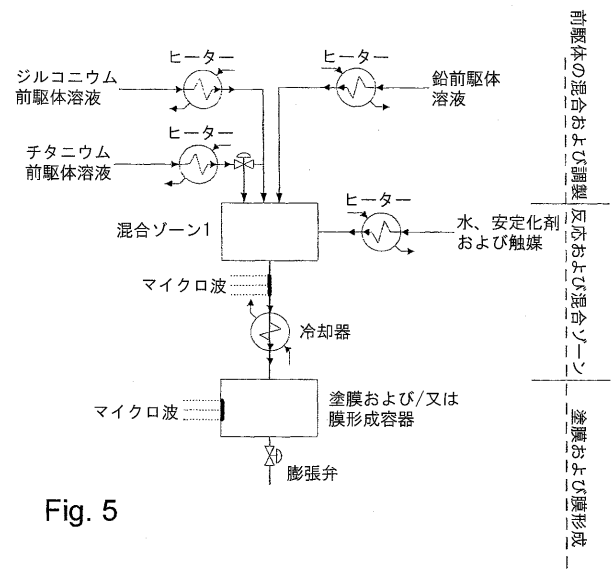 ヒーター
ジルコニウム
前駆体溶液
ヒーター
鉛前駆体
溶液
ヒーター
チタニウム
前駆体溶液
混合ゾーン1
ヒーター
水、安定化剤
および触媒
マイクロ波
冷却器
マイクロ波
塗膜および/又は
膜形成容器
膨張弁
Fig. 5
前駆体の混合および調製
反応および混合ゾーン
塗膜および膜形成